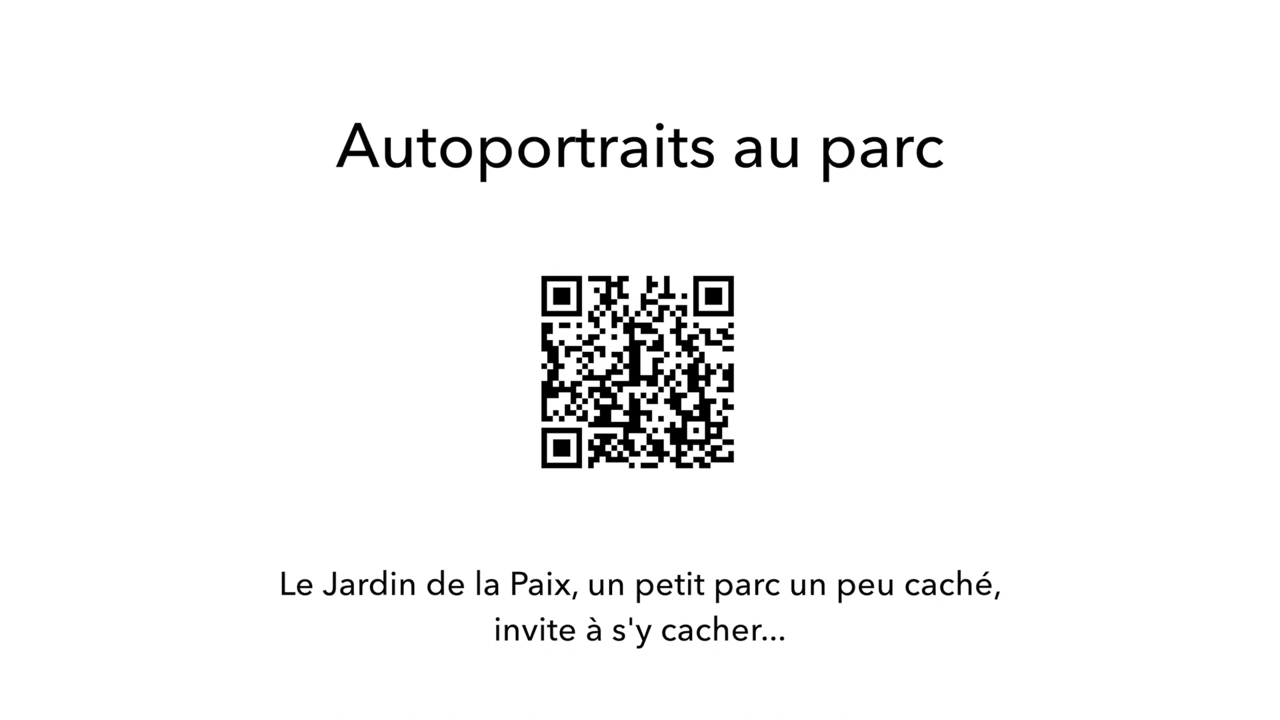 Autoportraits au parc
Le Jardin de la Paix, un petit parc un peu caché,
invite à s'y cacher...